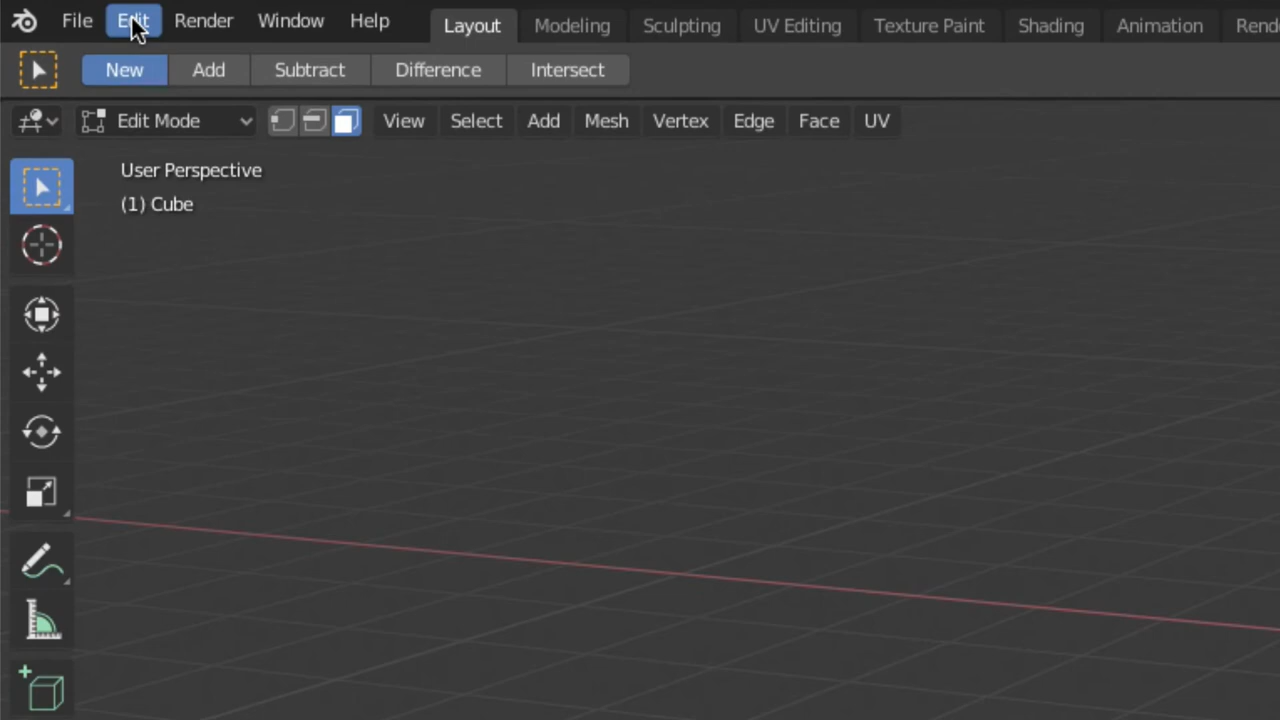 File Edit Render Window Help Layout Modeling Sculpting UV Editing Texture Paint Shading Animation
New Add Subtract Difference Intersect
Edit Mode View Select Add Mesh Vertex Edge Face UV
User Perspective
(1) Cube